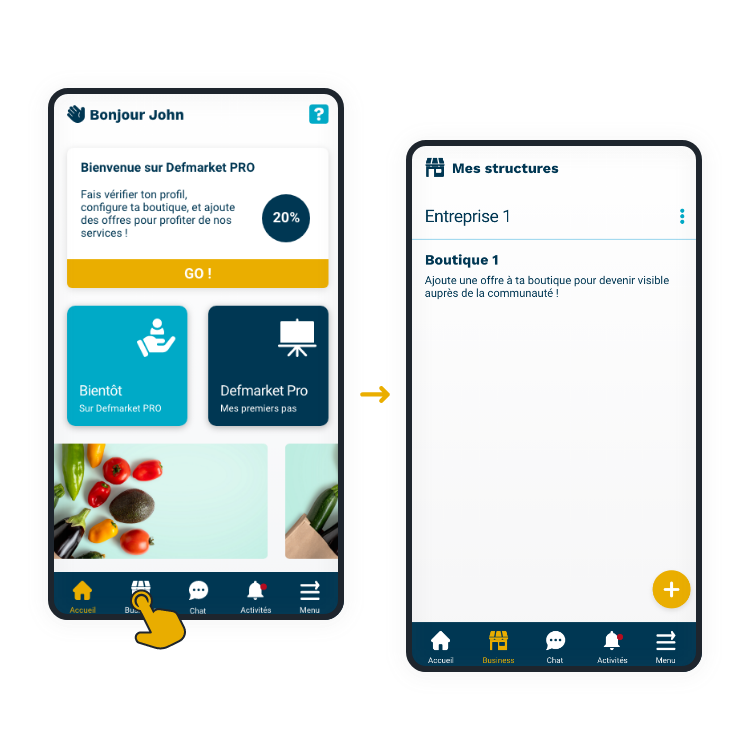 Bonjour John
?
Bienvenue sur Defmarket PRO
Fais vérifier ton profil,
configure ta boutique, et ajoute
des offres pour profiter de nos
services !
20%
GO !
Bientôt
Sur Defmarket PRO
Defmarket Pro
Mes premiers pas
Accueil
Chat
Activités
Menu
Mes structures
Entreprise 1
Boutique 1
Ajoute une offre à ta boutique pour devenir visible
auprès de la communauté !
Accueil
Business
Chat
Activités
Menu